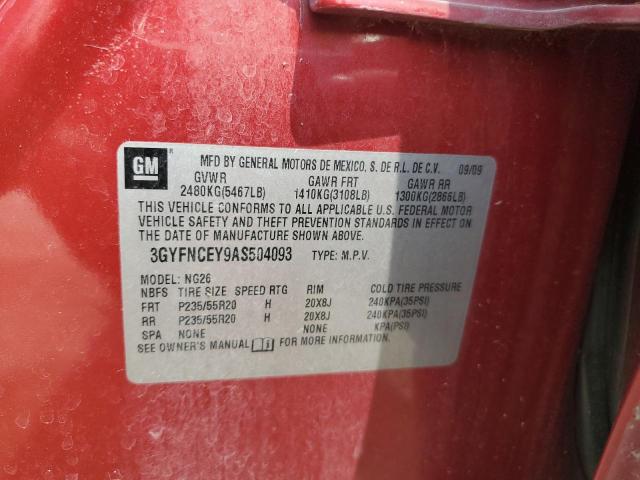 GM
MFD BY GENERAL MOTORS DE MEXICO, S. DE R.L. DE C.V. 09/09
GVWR GAWR FRT GAWR RR
2480KG(5467LB) 1410KG(3108LB) 1300KG(2866LB)
THIS VEHICLE CONFORMS TO ALL APPLICABLE U.S. FEDERAL MOTOR
VEHICLE SAFETY AND THEFT PREVENTION STANDARDS IN EFFECT ON
THE DATE OF MANUFACTURE SHOWN ABOVE.
3GYFNCEY9AS504093 TYPE: M.P.V.
MODEL: NG26
NBFS TIRE SIZE SPEED RTG RIM COLD TIRE PRESSURE
FRT P235/55R20 H 20X8J 240KPA(35PSI)
RR P235/55R20 H 20X8J 240KPA(35PSI)
SPA NONE NONE KPA(PSI)
SEE OWNER'S MANUAL FOR MORE INFORMATION.